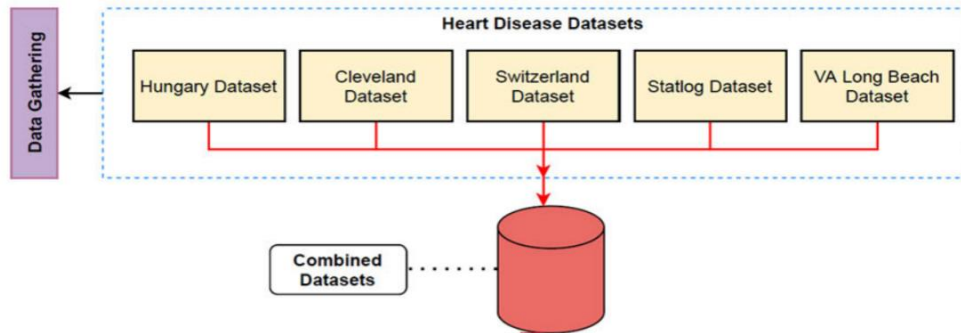 Heart Disease Datasets
Data Gathering
Hungary Dataset
Cleveland
Dataset
Switzerland
Dataset
Statlog Dataset
VA Long Beach
Dataset
Combined
Datasets